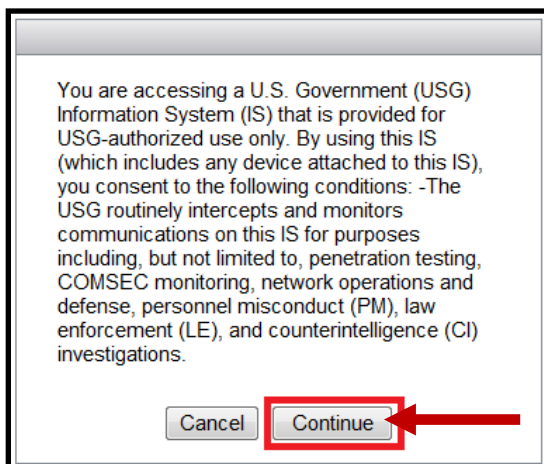 You are accessing a U.S. Government (USG)
Information System (IS) that is provided for
USG-authorized use only. By using this IS
(which includes any device attached to this IS),
you consent to the following conditions: -The
USG routinely intercepts and monitors
communications on this IS for purposes
including, but not limited to, penetration testing,
COMSEC monitoring, network operations and
defense, personnel misconduct (PM), law
enforcement (LE), and counterintelligence (CI)
investigations.
Cancel Continue